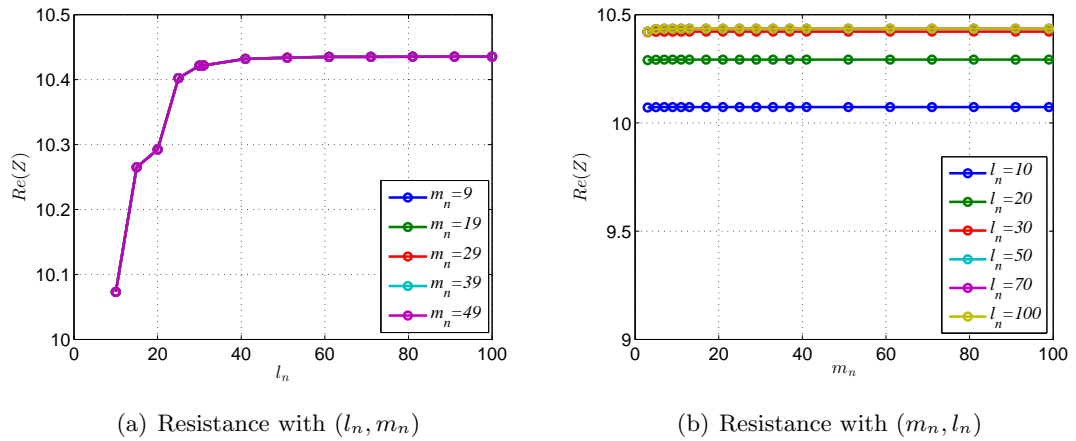 10.5
10.4
10.3
10.2
10.1
10
Re(Z)
0 20 40 60 80 100
l_n
m_n=9
m_n=19
m_n=29
m_n=39
m_n=49
(a) Resistance with (l_n, m_n)
10.5
10
9.5
9
Re(Z)
0 20 40 60 80 100
m_n
l_n=10
l_n=20
l_n=30
l_n=50
l_n=70
l_n=100
(b) Resistance with (m_n, l_n)